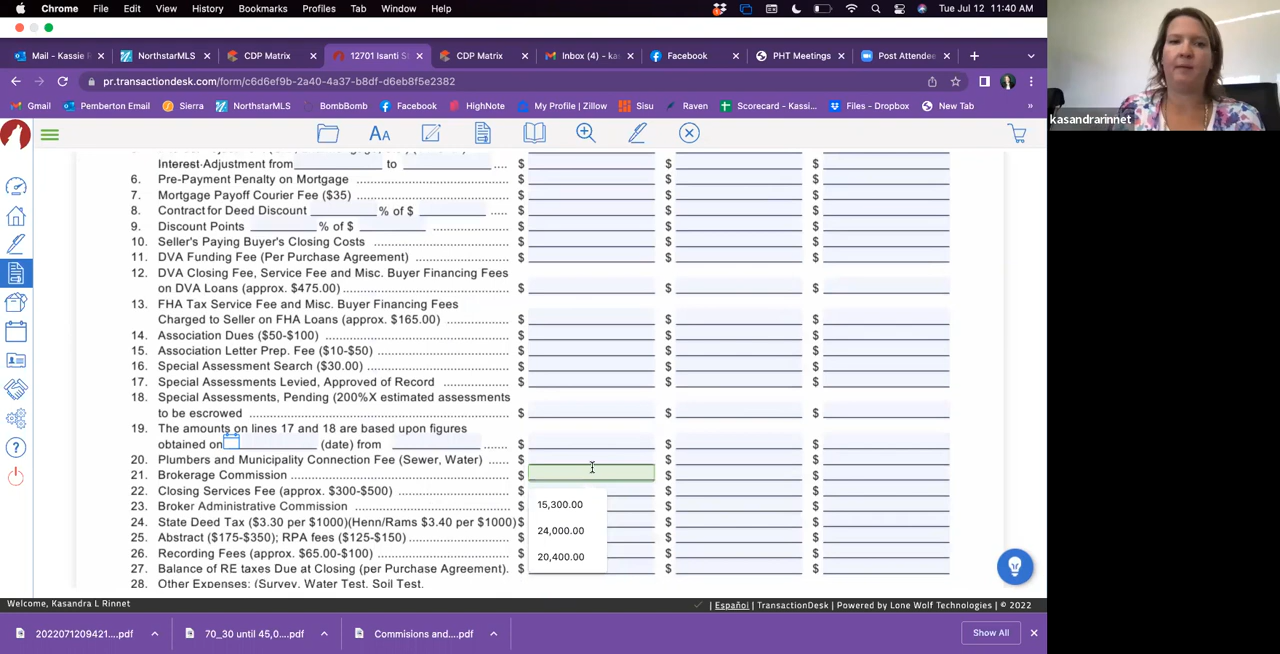 Chrome File Edit View History Bookmarks Profiles Tab Window Help Tue Jul 12 11:40 AM
Mail - Kassie R NorthstarMLS CDP Matrix 12701 Isanti S CDP Matrix Inbox (4) - ka Facebook PHT Meetings Post Attendee
pr.transactiondesk.com/form/c6d6ef9b-2a40-4a37-b8df-d6eb8f5e2382
Gmail Pemberton Email Sierra NorthstarMLS BombBomb Facebook HighNote My Profile | Zillow Sisu Raven Scorecard - Kassi... Files - Dropbox New Tab »
kasandrarinnet
Interest Adjustment from to .... $ $ $
6. Pre-Payment Penalty on Mortgage $ $ $
7. Mortgage Payoff Courier Fee ($35) $ $ $
8. Contract for Deed Discount % of $ ..... $ $ $
9. Discount Points % of $ $ $ $
10. Seller's Paying Buyer's Closing Costs $ $ $
11. DVA Funding Fee (Per Purchase Agreement) $ $ $
12. DVA Closing Fee, Service Fee and Misc. Buyer Financing Fees
on DVA Loans (approx. $475.00) $ $ $
13. FHA Tax Service Fee and Misc. Buyer Financing Fees
Charged to Seller on FHA Loans (approx. $165.00) $ $ $
14. Association Dues ($50-$100) $ $ $
15. Association Letter Prep. Fee ($10-$50) $ $ $
16. Special Assessment Search ($30.00) $ $ $
17. Special Assessments Levied, Approved of Record $ $ $
18. Special Assessments, Pending (200%X estimated assessments
to be escrowed $ $ $
19. The amounts on lines 17 and 18 are based upon figures
obtained on (date) from ....... $ $ $
20. Plumbers and Municipality Connection Fee (Sewer, Water) ...... $ $ $
21. Brokerage Commission $ $ $
22. Closing Services Fee (approx. $300-$500) $ $ $
23. Broker Administrative Commission $ $ $
24. State Deed Tax ($3.30 per $1000)(Henn/Rams $3.40 per $1000) $ $ $
25. Abstract ($175-$350); RPA fees ($125-$150) $ $ $
26. Recording Fees (approx. $65.00-$100) $ $ $
27. Balance of RE taxes Due at Closing (per Purchase Agreement). $ $ $
28. Other Expenses: (Survey, Water Test, Soil Test,
15,300.00
24,000.00
20,400.00
Welcome, Kasandra L Rinnet | Español | TransactionDesk | Powered by Lone Wolf Technologies | © 2022
2022071209421....pdf 70_30 until 45,0....pdf Commisions and....pdf Show All